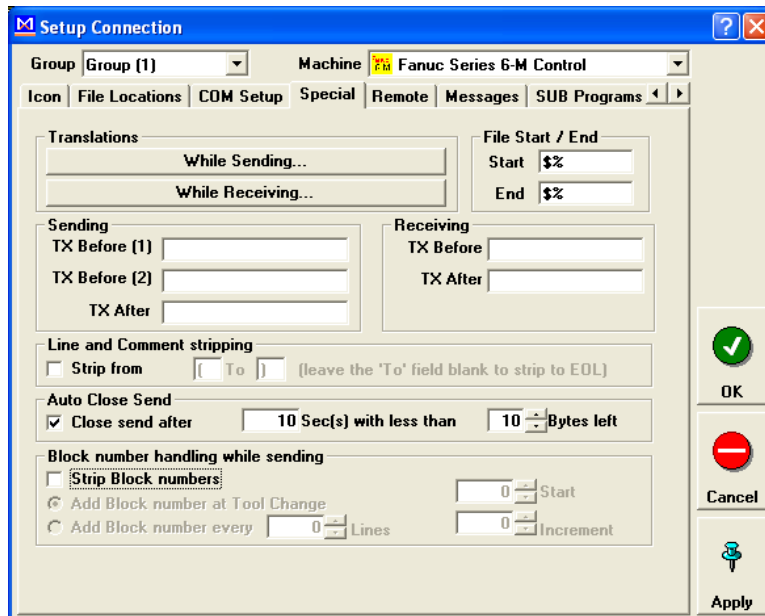 Setup Connection
Group Group (1) Machine Fanuc Series 6-M Control
Icon File Locations COM Setup Special Remote Messages SUB Programs
Translations
While Sending...
While Receiving...
File Start / End
Start $%
End $%
Sending
TX Before (1)
TX Before (2)
TX After
Receiving
TX Before
TX After
Line and Comment stripping
Strip from ( To ) (leave the 'To' field blank to strip to EOL)
Auto Close Send
Close send after 10 Sec(s) with less than 10 Bytes left
Block number handling while sending
Strip Block numbers
Add Block number at Tool Change
Add Block number every 0 Lines
0 Start
0 Increment
OK
Cancel
Apply